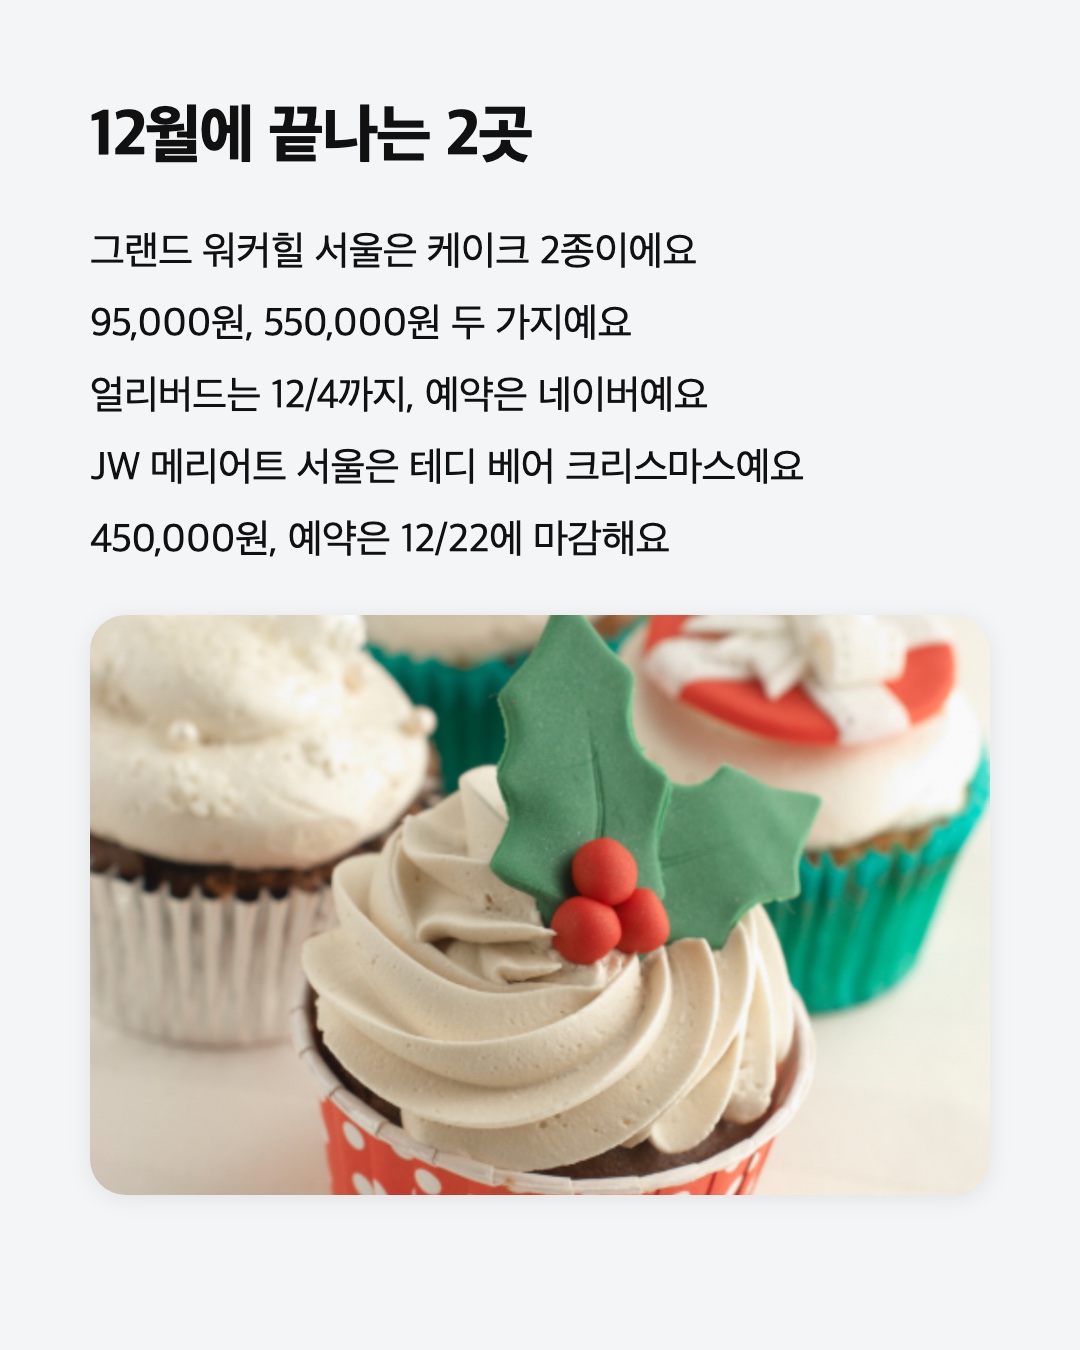 12월에 끝나는 2곳
그랜드 워커힐 서울은 케이크 2종이에요
95,000원, 550,000원 두 가지예요
얼리버드는 12/4까지, 예약은 네이버예요
JW 메리어트 서울은 테디 베어 크리스마스예요
450,000원, 예약은 12/22에 마감해요